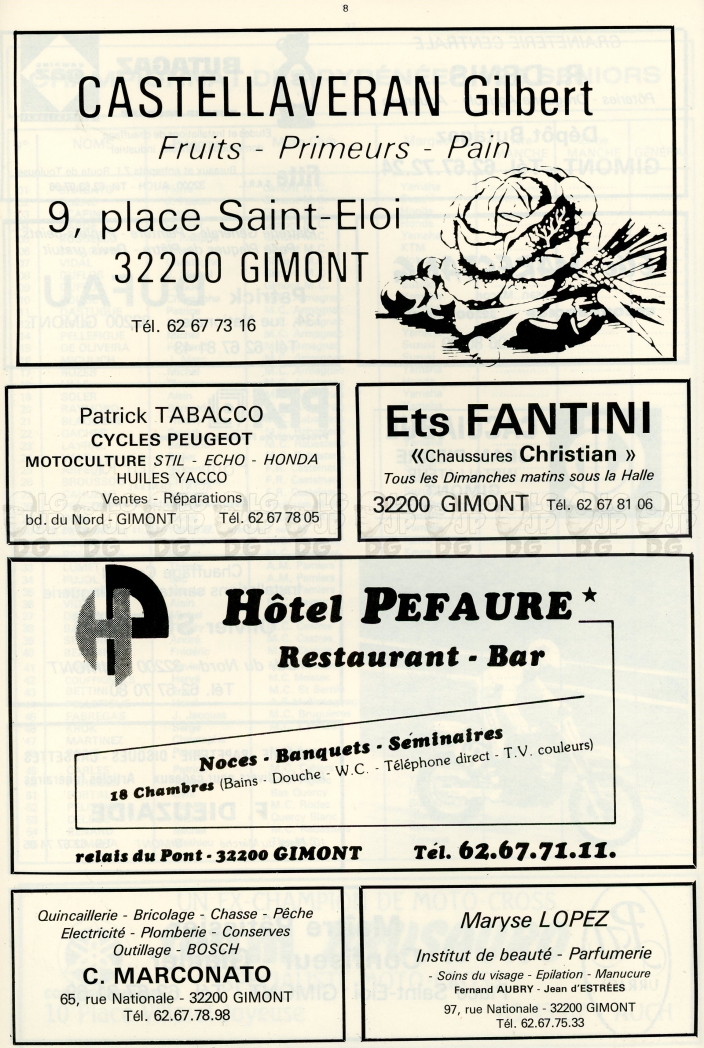 8
CASTELLAVERAN Gilbert
Fruits - Primeurs - Pain
9, place Saint-Eloi
32200 GIMONT
Tél. 62 67 73 16
Patrick TABACCO
CYCLES PEUGEOT
MOTOCULTURE STIL - ECHO - HONDA
HUILES YACCO
Ventes - Réparations
bd. du Nord - GIMONT Tél. 62 67 78 05
Ets FANTINI
«Chaussures Christian »
Tous les Dimanches matins sous la Halle
32200 GIMONT Tél. 62 67 81 06
Hôtel PEFAURE*
Restaurant - Bar
Noces - Banquets - Séminaires
18 Chambres (Bains - Douche - W.C. - Téléphone direct - T.V. couleurs)
relais du Pont - 32200 GIMONT Tél. 62.67.71.11.
Quincaillerie - Bricolage - Chasse - Pêche
Electricité - Plomberie - Conserves
Outillage - BOSCH
C. MARCONATO
65, rue Nationale - 32200 GIMONT
Tél. 62.67.78.98
Maryse LOPEZ
Institut de beauté - Parfumerie
- Soins du visage - Epilation - Manucure
Fernand AUBRY - Jean d'ESTRÉES
97, rue Nationale - 32200 GIMONT
Tél. 62.67.75.33